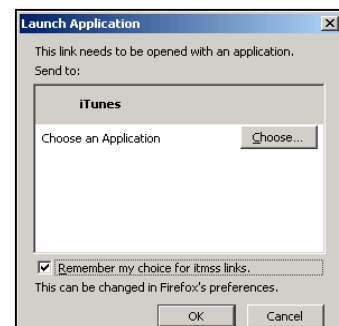 Launch Application
This link needs to be opened with an application.
Send to:
iTunes
Choose an Application Choose...
Remember my choice for itmss links.
This can be changed in Firefox's preferences.
OK Cancel